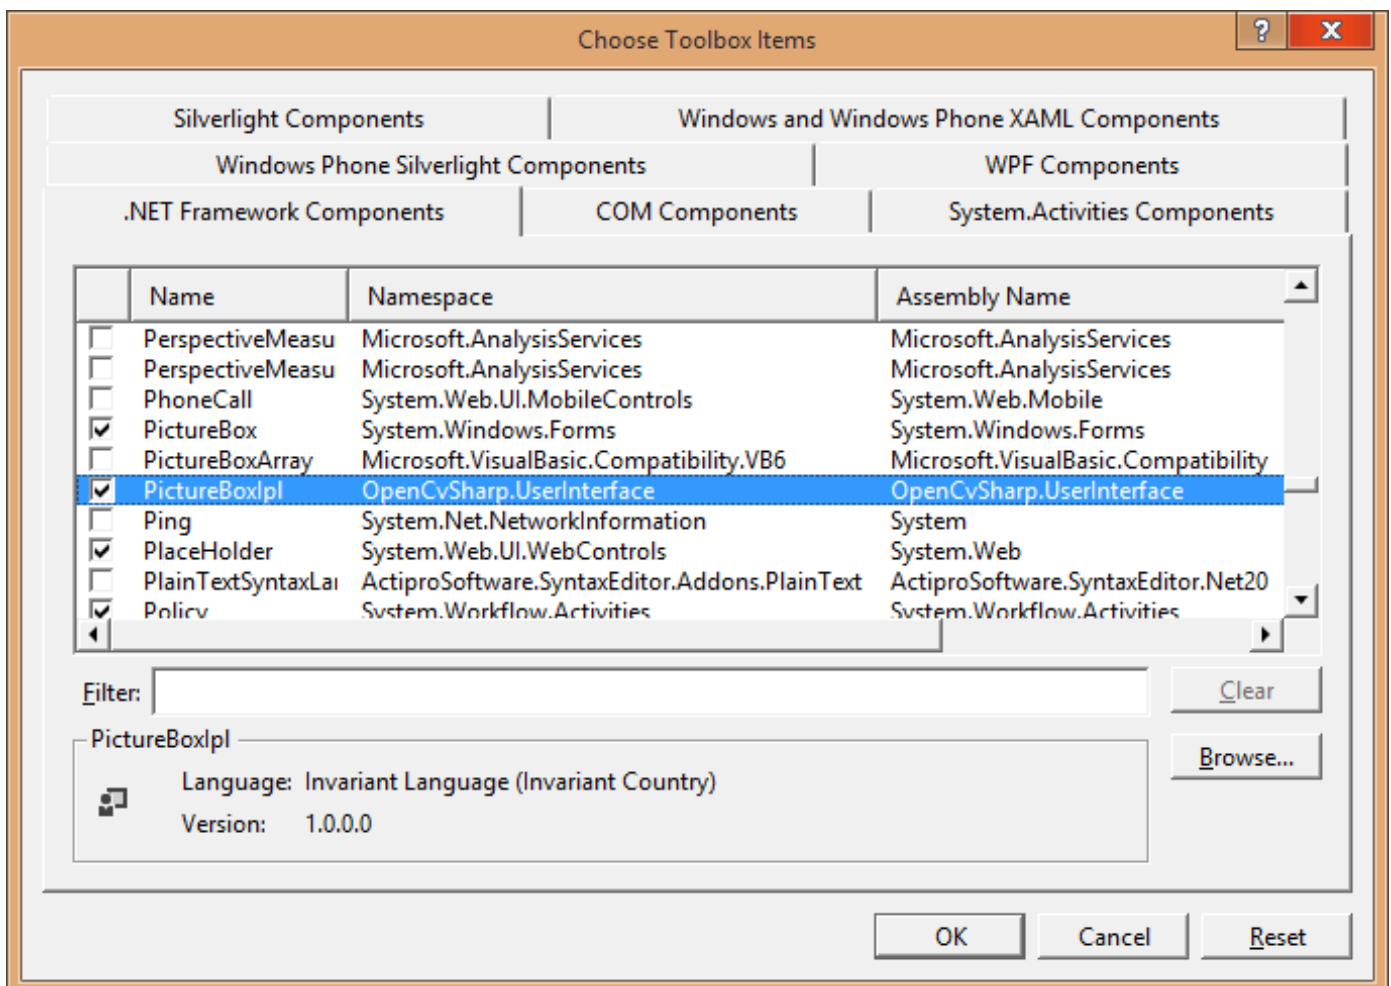 Choose Toolbox Items
?
x
Silverlight Components Windows and Windows Phone XAML Components
Windows Phone Silverlight Components WPF Components
.NET Framework Components COM Components System.Activities Components
Name Namespace Assembly Name
PerspectiveMeasu Microsoft.AnalysisServices Microsoft.AnalysisServices
PerspectiveMeasu Microsoft.AnalysisServices Microsoft.AnalysisServices
PhoneCall System.Web.UI.MobileControls System.Web.Mobile
PictureBox System.Windows.Forms System.Windows.Forms
PictureBoxArray Microsoft.VisualBasic.Compatibility.VB6 Microsoft.VisualBasic.Compatibility
PictureBoxIpl OpenCvSharp.UserInterface OpenCvSharp.UserInterface
Ping System.Net.NetworkInformation System
PlaceHolder System.Web.UI.WebControls System.Web
PlainTextSyntaxLa ActiproSoftware.SyntaxEditor.Addons.PlainText ActiproSoftware.SyntaxEditor.Net20
Policy System.Workflow.Activities System.Workflow.Activities
Filter: Clear
PictureBoxIpl
Browse...
Language: Invariant Language (Invariant Country)
Version: 1.0.0.0
OK Cancel Reset